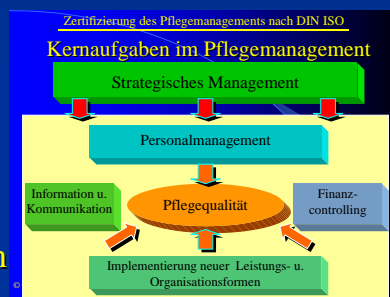 Zertifizierung des Pflegemanagements nach DIN ISO
Kernaufgaben im Pflegemanagement
Strategisches Management
Personalmanagement
Information u.
Kommunikation
Pflegequalität
Finanz-
controlling
Implementierung neuer Leistungs- u.
Organisationsformen
©